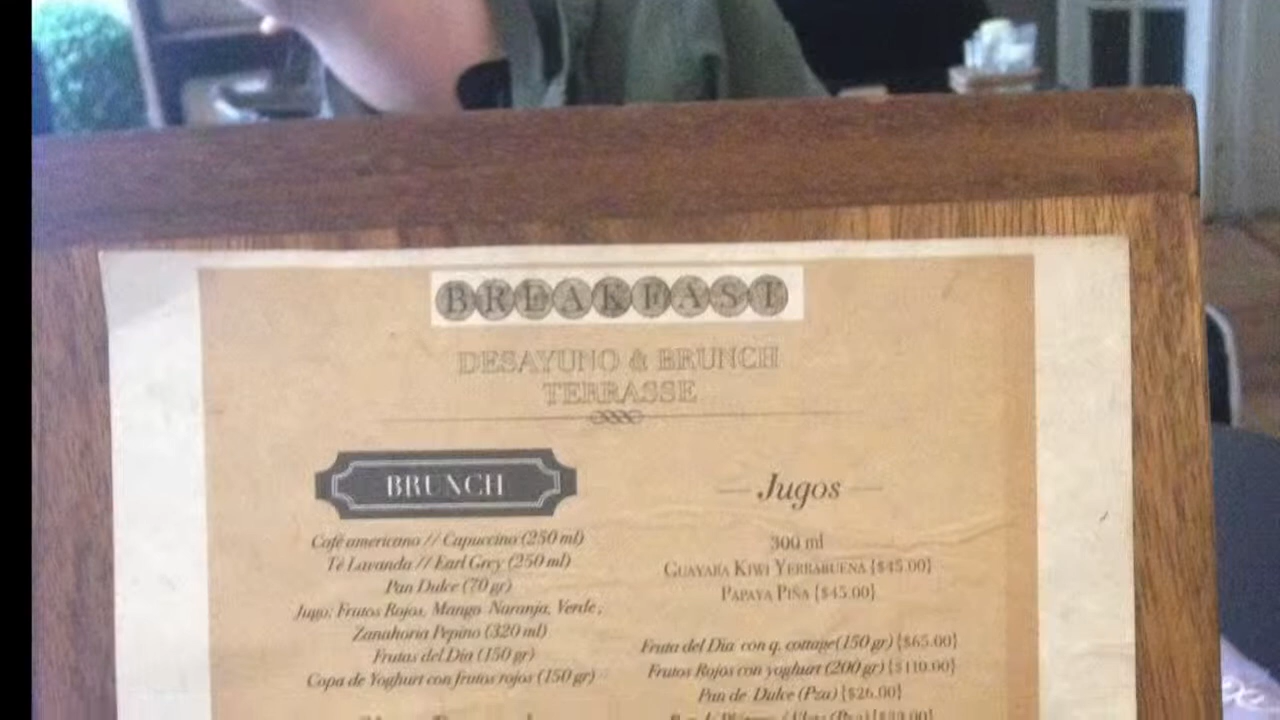 BREAKFAST
DESAYUNO & BRUNCH
TERRASSE
BRUNCH
Café americano // Capuccino (250 ml)
Té Lavanda // Earl Grey (250 ml)
Pan Dulce (70 gr)
Jugo: Frutos Rojos, Mango Naranja, Verde,
Zanahoria Pepino (320 ml)
Frutas del Día (150 gr)
Copa de Yoghurt con frutos rojos (150 gr)
Jugos
300 ml
GUAYABA KIWI YERBABUENA {$45.00}
PAPAYA PIÑA {$45.00}
Fruta del Día con q. cottage(150 gr) {$65.00}
Frutos Rojos con yoghurt (200 gr) {$110.00}
Pan de Dulce (Pza) {$26.00}